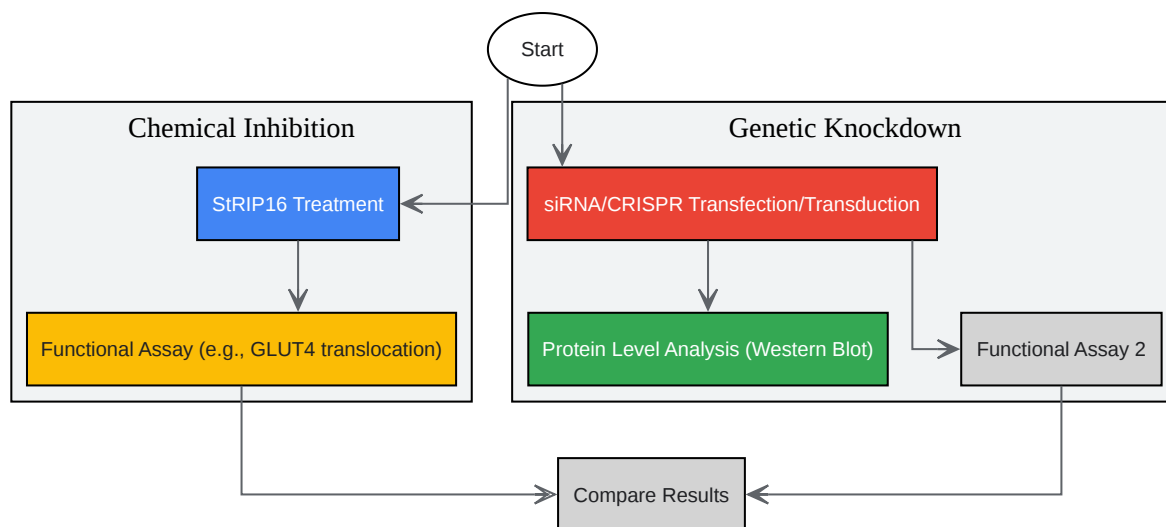 Start
Chemical Inhibition
Genetic Knockdown
StRIP16 Treatment
siRNA/CRISPR Transfection/Transduction
Functional Assay (e.g., GLUT4 translocation)
Protein Level Analysis (Western Blot)
Functional Assay 2
Compare Results